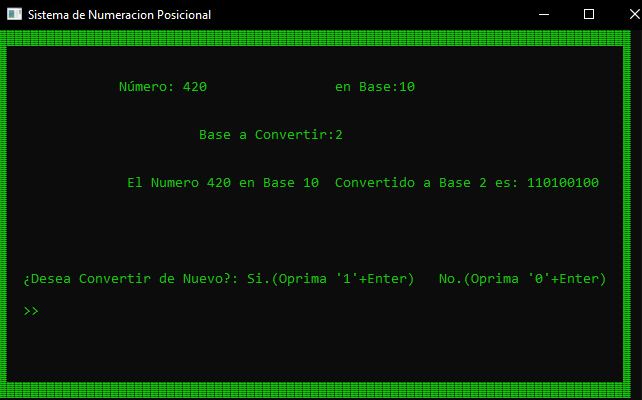 Sistema de Numeracion Posicional
Número: 420 en Base:10
Base a Convertir:2
El Numero 420 en Base 10 Convertido a Base 2 es: 110100100
¿Desea Convertir de Nuevo?: Si.(Oprima '1'+Enter) No.(Oprima '0'+Enter)
>>